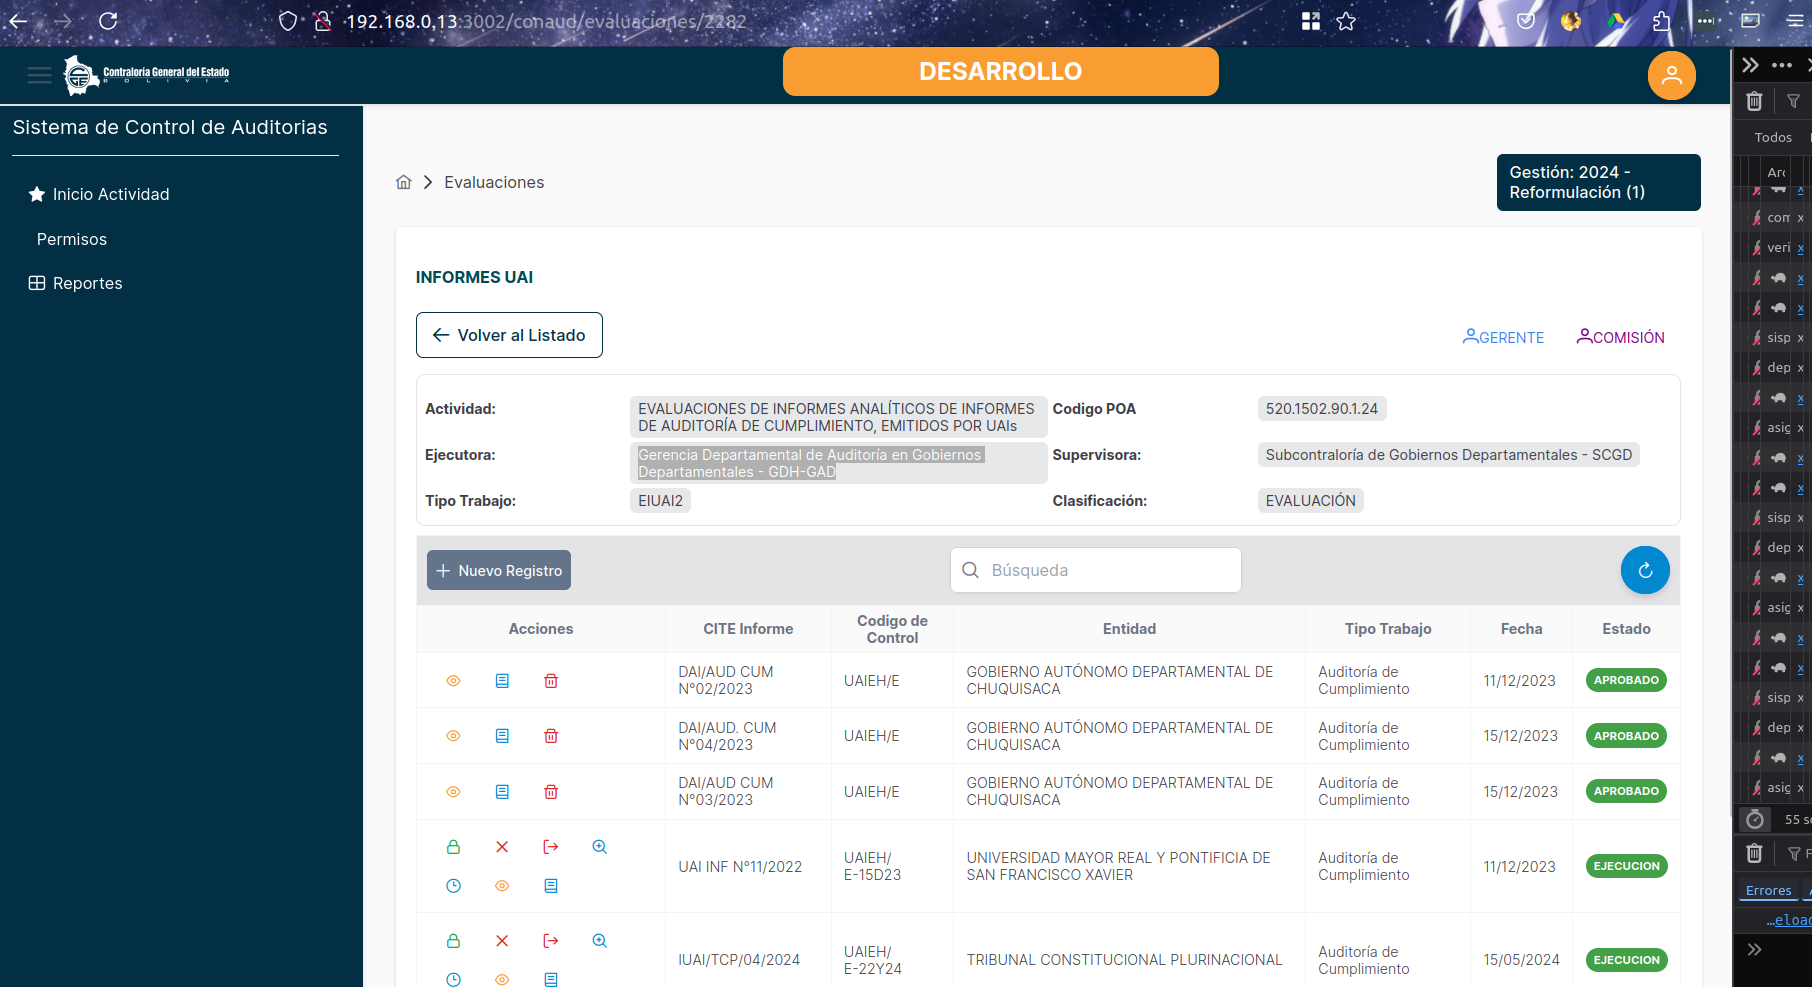 192.168.0.13:3002/conaud/evaluaciones/2282
Contraloría General del Estado
BOLIVIA
DESARROLLO
Sistema de Control de Auditorias
Inicio Actividad
Permisos
Reportes
Evaluaciones
Gestión: 2024 -
Reformulación (1)
INFORMES UAI
Volver al Listado
GERENTE
COMISIÓN
Actividad:
EVALUACIONES DE INFORMES ANALÍTICOS DE INFORMES
DE AUDITORÍA DE CUMPLIMIENTO, EMITIDOS POR UAIs
Codigo POA
520.1502.90.1.24
Ejecutora:
Gerencia Departamental de Auditoría en Gobiernos
Departamentales - GDH-GAD
Supervisora:
Subcontraloría de Gobiernos Departamentales - SCGD
Tipo Trabajo:
EIUAI2
Clasificación:
EVALUACIÓN
Nuevo Registro
Búsqueda
Acciones
CITE Informe
Codigo de
Control
Entidad
Tipo Trabajo
Fecha
Estado
DAI/AUD CUM
N°02/2023
UAIEH/E
GOBIERNO AUTÓNOMO DEPARTAMENTAL DE
CHUQUISACA
Auditoría de
Cumplimiento
11/12/2023
APROBADO
DAI/AUD. CUM
N°04/2023
UAIEH/E
GOBIERNO AUTÓNOMO DEPARTAMENTAL DE
CHUQUISACA
Auditoría de
Cumplimiento
15/12/2023
APROBADO
DAI/AUD CUM
N°03/2023
UAIEH/E
GOBIERNO AUTÓNOMO DEPARTAMENTAL DE
CHUQUISACA
Auditoría de
Cumplimiento
15/12/2023
APROBADO
UAI INF N°11/2022
UAIEH/
E-15D23
UNIVERSIDAD MAYOR REAL Y PONTIFICIA DE
SAN FRANCISCO XAVIER
Auditoría de
Cumplimiento
11/12/2023
EJECUCION
IUAI/TCP/04/2024
UAIEH/
E-22Y24
TRIBUNAL CONSTITUCIONAL PLURINACIONAL
Auditoría de
Cumplimiento
15/05/2024
EJECUCION
Todos
Arc
com x
veri x
x
x
sisp x
dep x
x
asig x
x
x
sisp x
dep x
x
asig x
x
x
sisp x
dep x
x
asig x
55 so
Errores
…eload